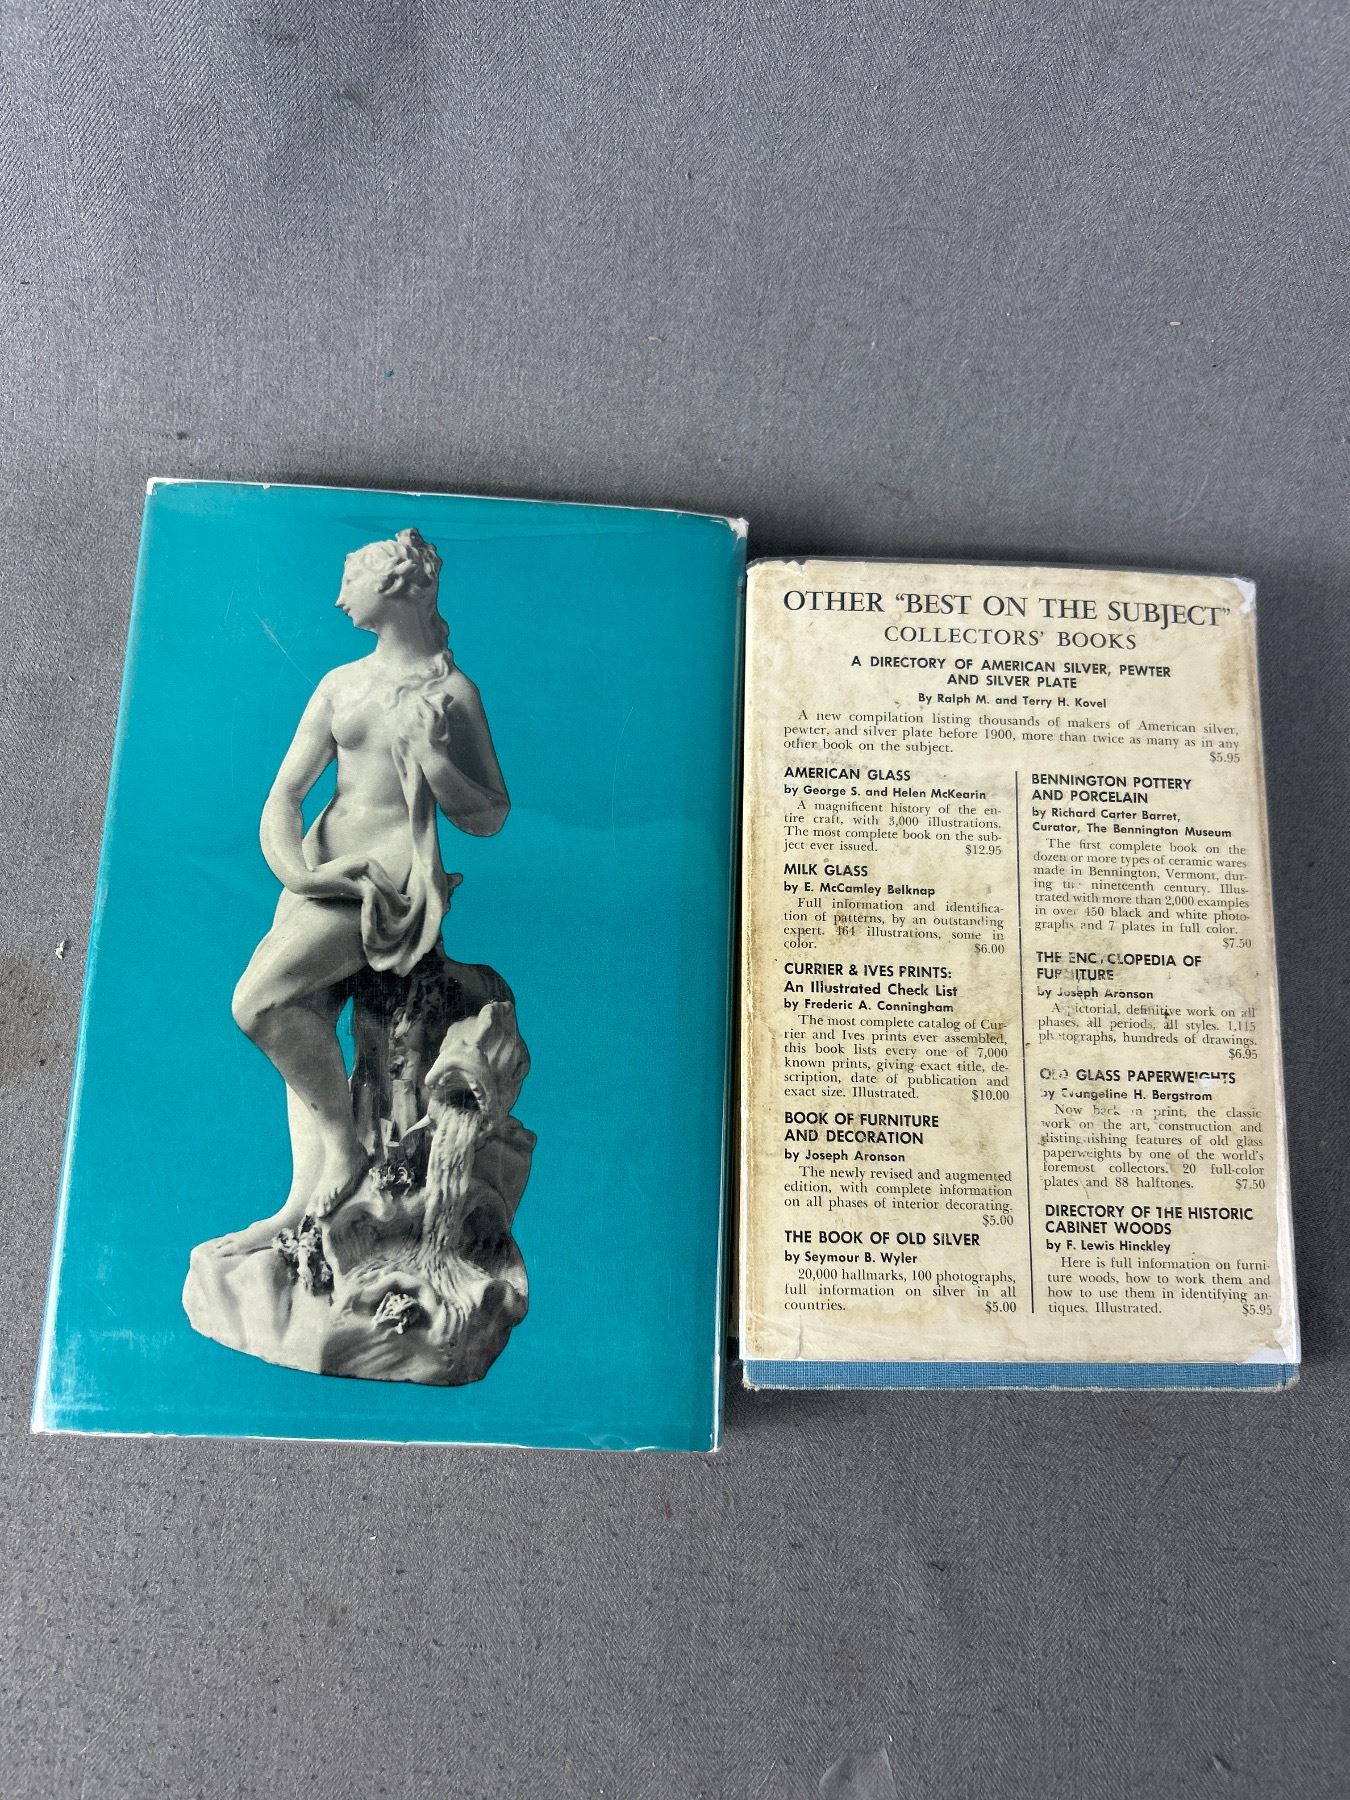 OTHER "BEST ON THE SUBJECT"
COLLECTORS' BOOKS
A DIRECTORY OF AMERICAN SILVER, PEWTER
AND SILVER PLATE
By Ralph M. and Terry H. Kovel
A new compilation listing thousands of makers of American silver,
pewter, and silver plate before 1900, more than twice as many as in any
other book on the subject.
$5.95
AMERICAN GLASS
by George S. and Helen McKearin
A magnificent history of the en-
tire craft, with 3,000 illustrations.
The most complete book on the sub-
ject ever issued. $12.95
MILK GLASS
by E. McCamley Belknap
Full information and identifica-
tion of patterns, by an outstanding
expert. 464 illustrations, some in
color. $6.00
CURRIER & IVES PRINTS:
An Illustrated Check List
by Frederic A. Conningham
The most complete catalog of Cur-
rier and Ives prints ever assembled,
this book lists every one of 7,000
known prints, giving exact title, de-
scription, date of publication and
exact size. Illustrated. $10.00
BOOK OF FURNITURE
AND DECORATION
by Joseph Aronson
The newly revised and augmented
edition, with complete information
on all phases of interior decorating.
$5.00
THE BOOK OF OLD SILVER
by Seymour B. Wyler
20,000 hallmarks, 100 photographs,
full information on silver in all
countries. $5.00
BENNINGTON POTTERY
AND PORCELAIN
by Richard Carter Barret,
Curator, The Bennington Museum
The first complete book on the
dozen or more types of ceramic wares
made in Bennington, Vermont, dur-
ing the nineteenth century. Illus-
trated with more than 2,000 examples
in over 450 black and white photo-
graphs and 7 plates in full color.
$7.50
THE ENCYCLOPEDIA OF
FURNITURE
by Joseph Aronson
A pictorial, definitive work on all
phases, all periods, all styles. 1,115
photographs, hundreds of drawings.
$6.95
OLD GLASS PAPERWEIGHTS
by Evangeline H. Bergstrom
Now back in print, the classic
work on the art, construction and
distinguishing features of old glass
paperweights by one of the world's
foremost collectors. 20 full-color
plates and 88 halftones. $7.50
DIRECTORY OF THE HISTORIC
CABINET WOODS
by F. Lewis Hinckley
Here is full information on furni-
ture woods, how to work them and
how to use them in identifying an-
tiques. Illustrated. $5.95